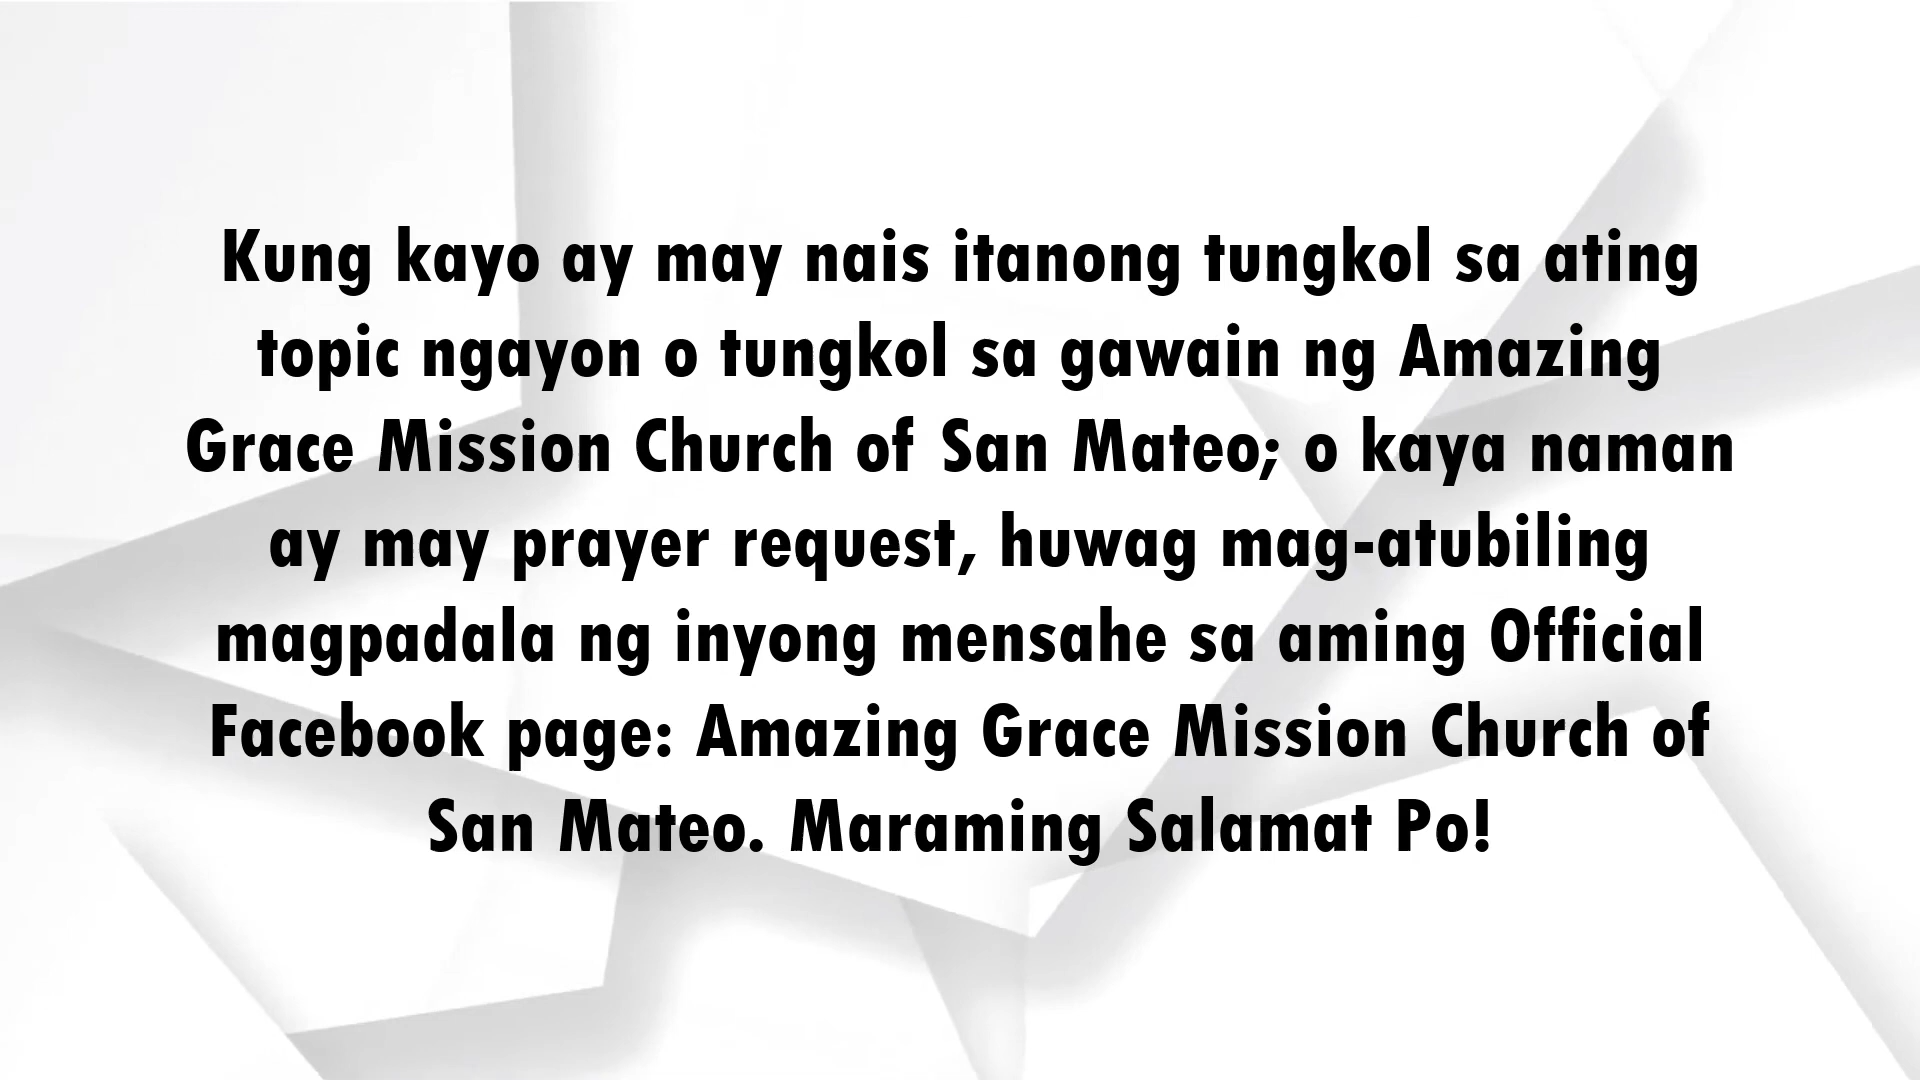 Kung kayo ay may nais itanong tungkol sa ating
topic ngayon o tungkol sa gawain ng Amazing
Grace Mission Church of San Mateo; o kaya naman
ay may prayer request, huwag mag-atubiling
magpadala ng inyong mensahe sa aming Official
Facebook page: Amazing Grace Mission Church of
San Mateo. Maraming Salamat Po!